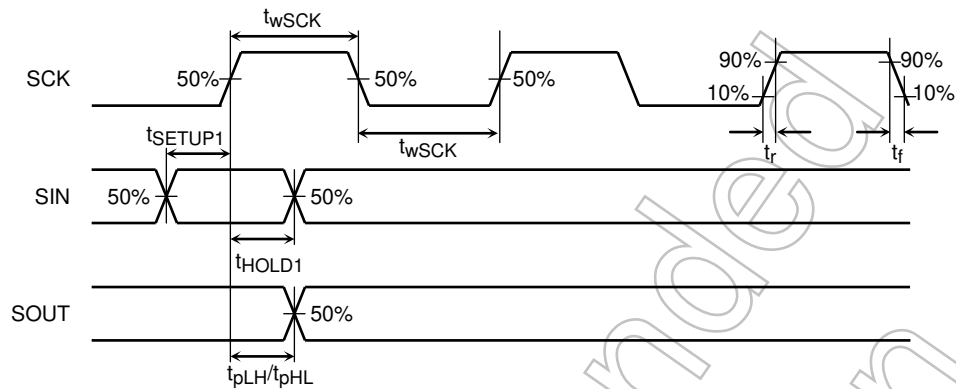 twSCK
SCK 50% 50% 50% 90% 90%
10% 10%
tSETUP1 twSCK tr tf
SIN 50% 50%
tHOLD1
SOUT 50%
tpLH/tpHL